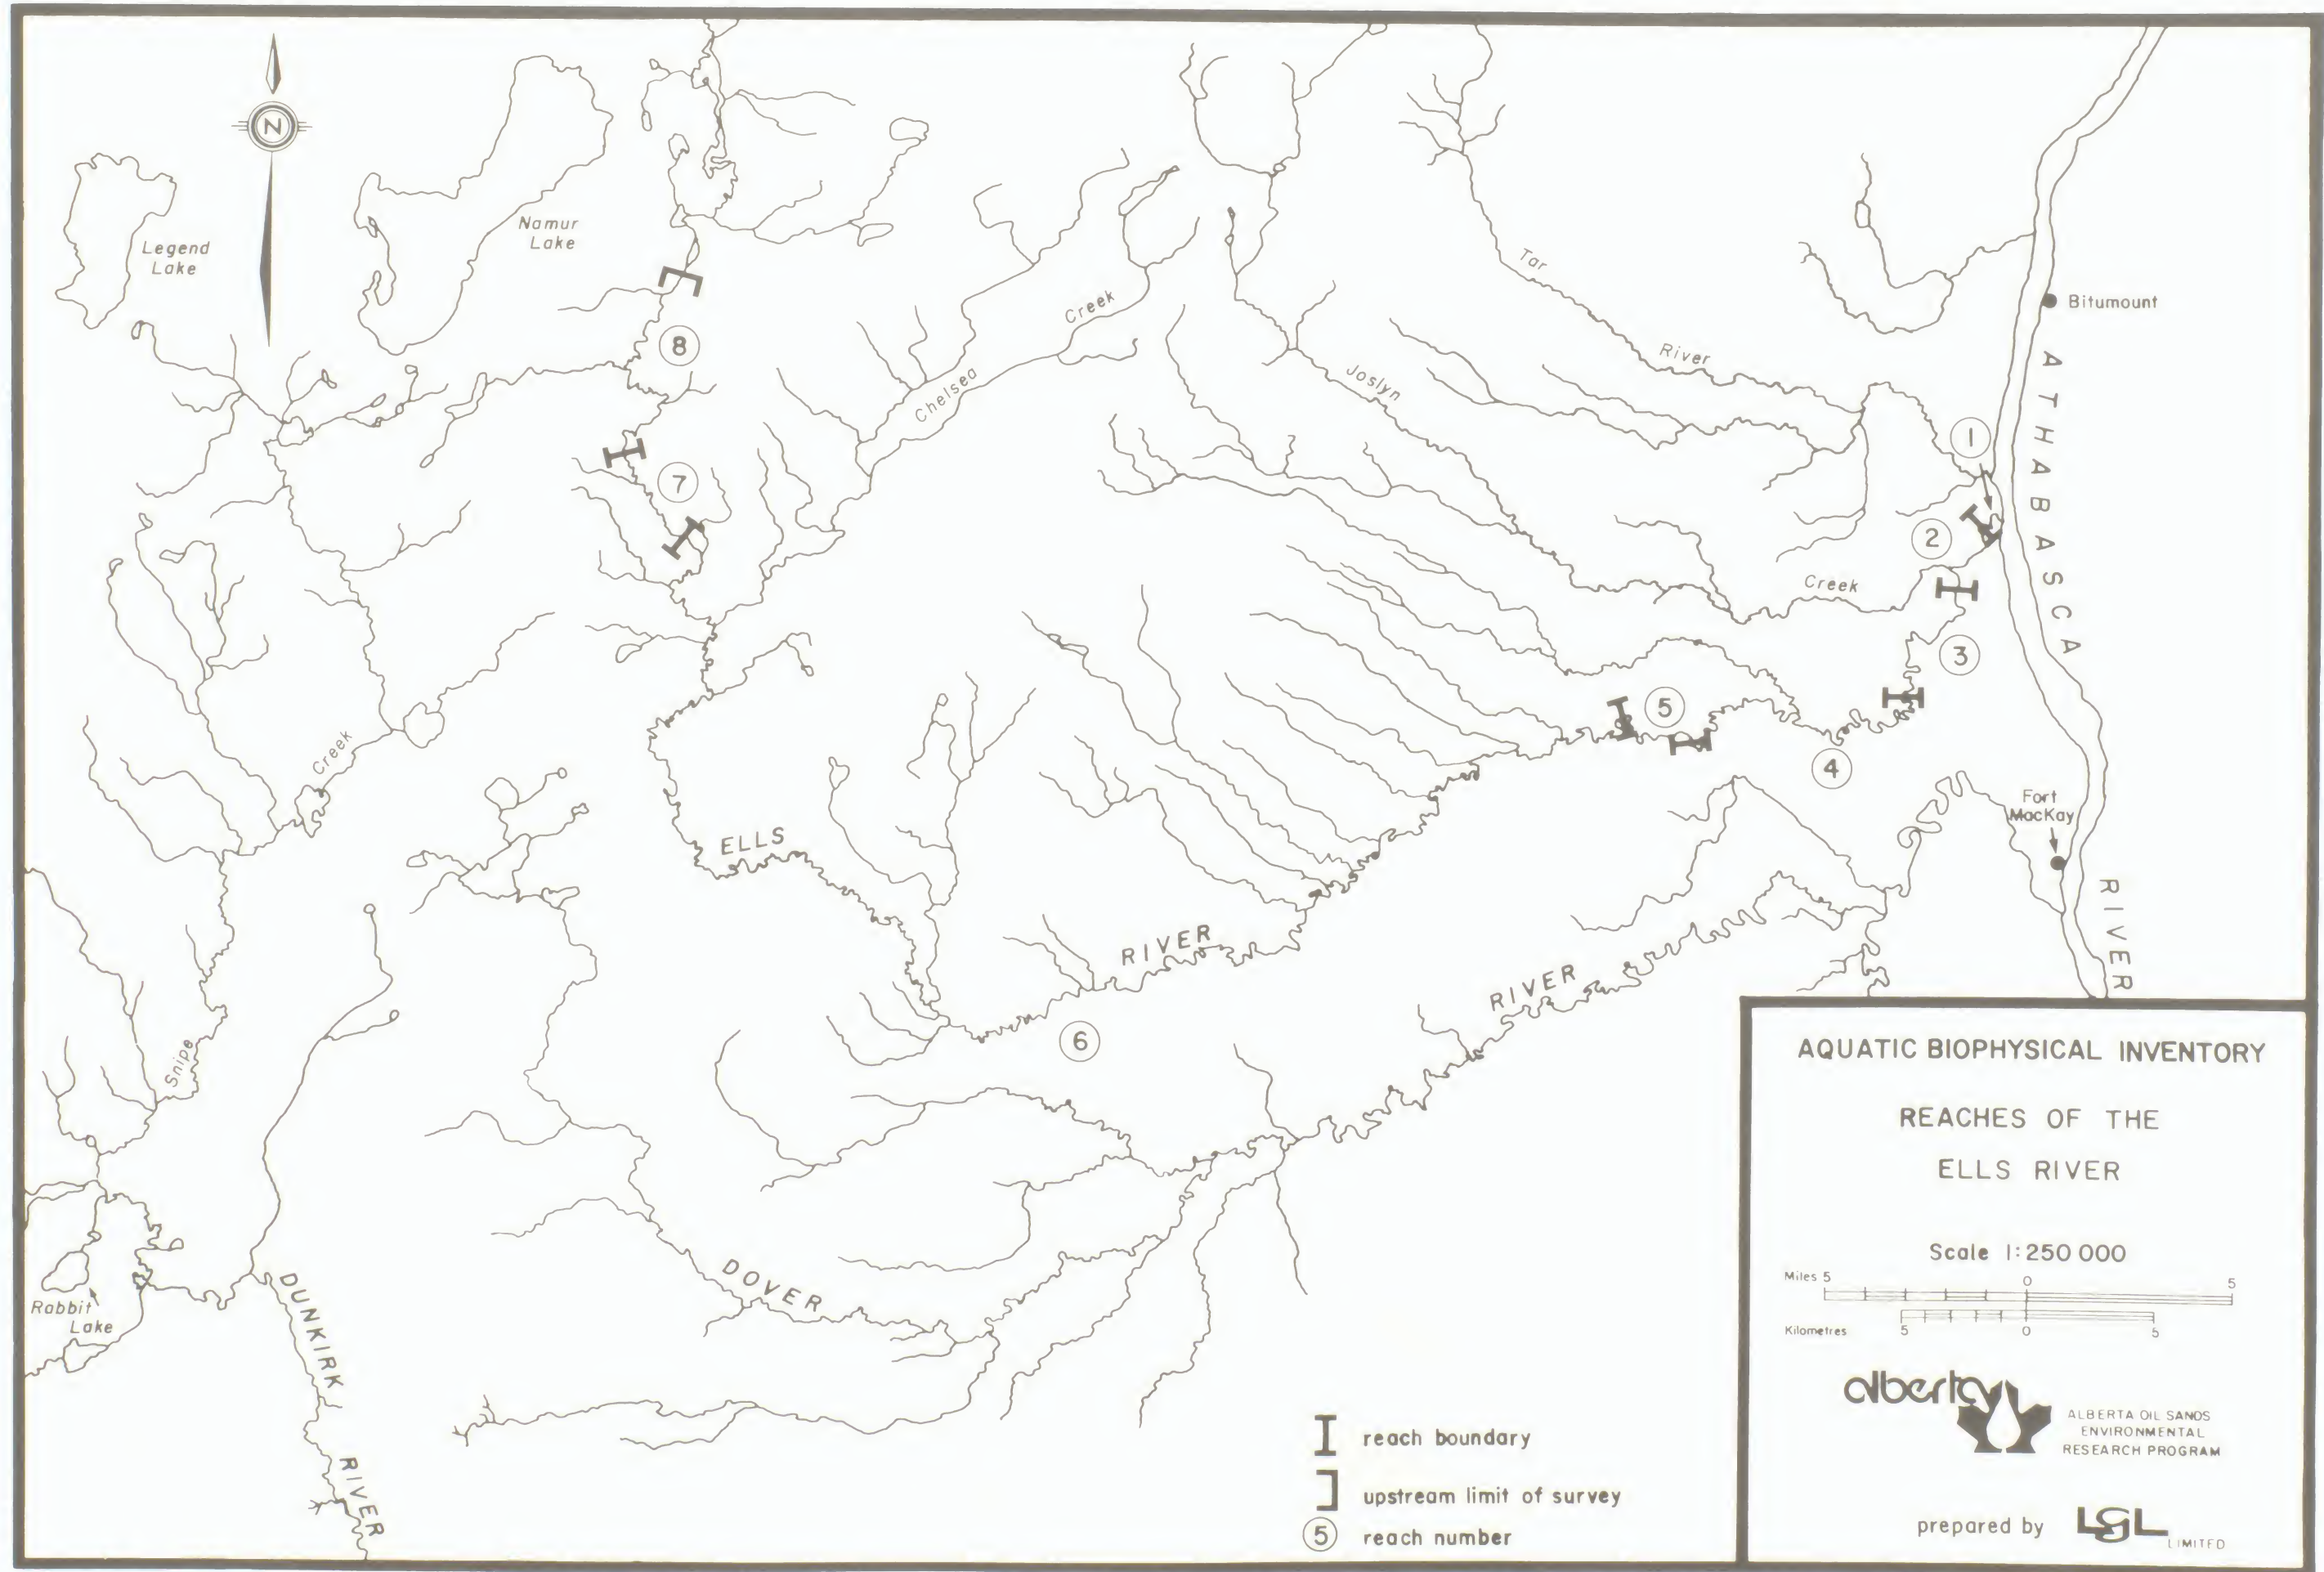 N
Legend
Lake
Namur
Lake
8
7
Chelsea
Creek
Tar
River
Joslyn
Creek
Bitumount
ATHABASCA
RIVER
1
2
3
5
4
Fort
MacKay
Creek
Snipe
ELLS
RIVER
6
RIVER
DOVER
Rabbit
Lake
DUNKIRK
RIVER
reach boundary
upstream limit of survey
5 reach number
AQUATIC BIOPHYSICAL INVENTORY
REACHES OF THE
ELLS RIVER
Scale 1:250 000
Miles 5 0 5
Kilometres 5 0 5
alberta
ALBERTA OIL SANDS
ENVIRONMENTAL
RESEARCH PROGRAM
prepared by LGL
LIMITED